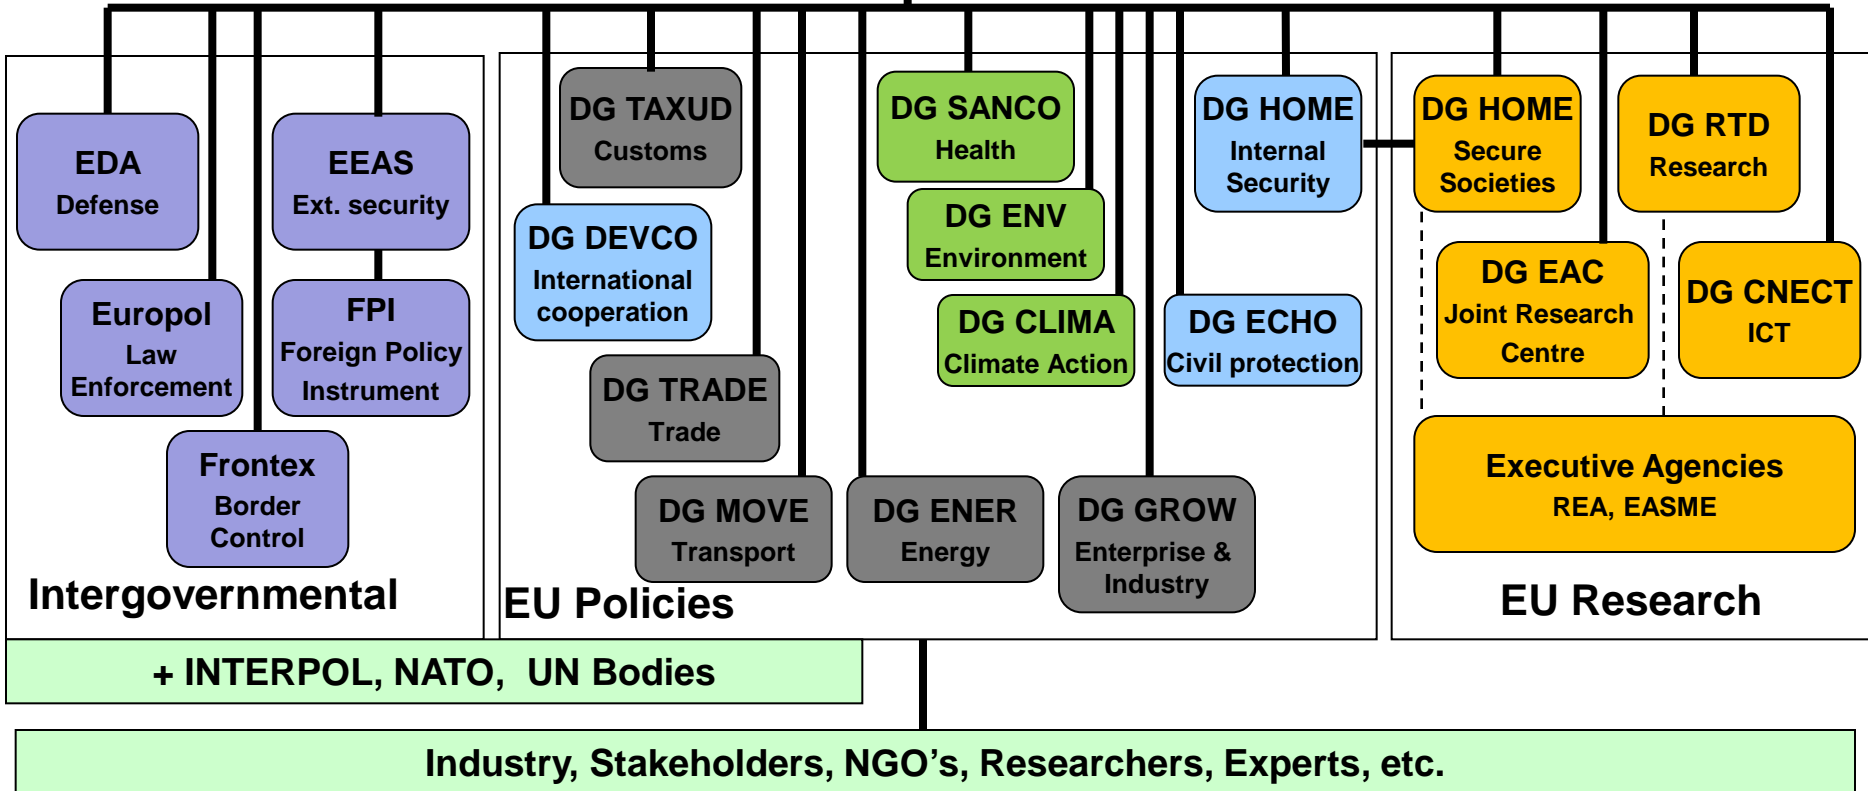 EDA
Defense
EEAS
Ext. security
Europol
Law
Enforcement
FPI
Foreign Policy
Instrument
Frontex
Border
Control
Intergovernmental
DG TAXUD
Customs
DG DEVCO
International
cooperation
DG TRADE
Trade
DG MOVE
Transport
DG SANCO
Health
DG ENV
Environment
DG CLIMA
Climate Action
DG ENER
Energy
DG HOME
Internal
Security
DG ECHO
Civil protection
DG GROW
Enterprise &
Industry
EU Policies
DG HOME
Secure
Societies
DG RTD
Research
DG EAC
Joint Research
Centre
DG CNECT
ICT
Executive Agencies
REA, EASME
EU Research
+ INTERPOL, NATO, UN Bodies
Industry, Stakeholders, NGO’s, Researchers, Experts, etc.